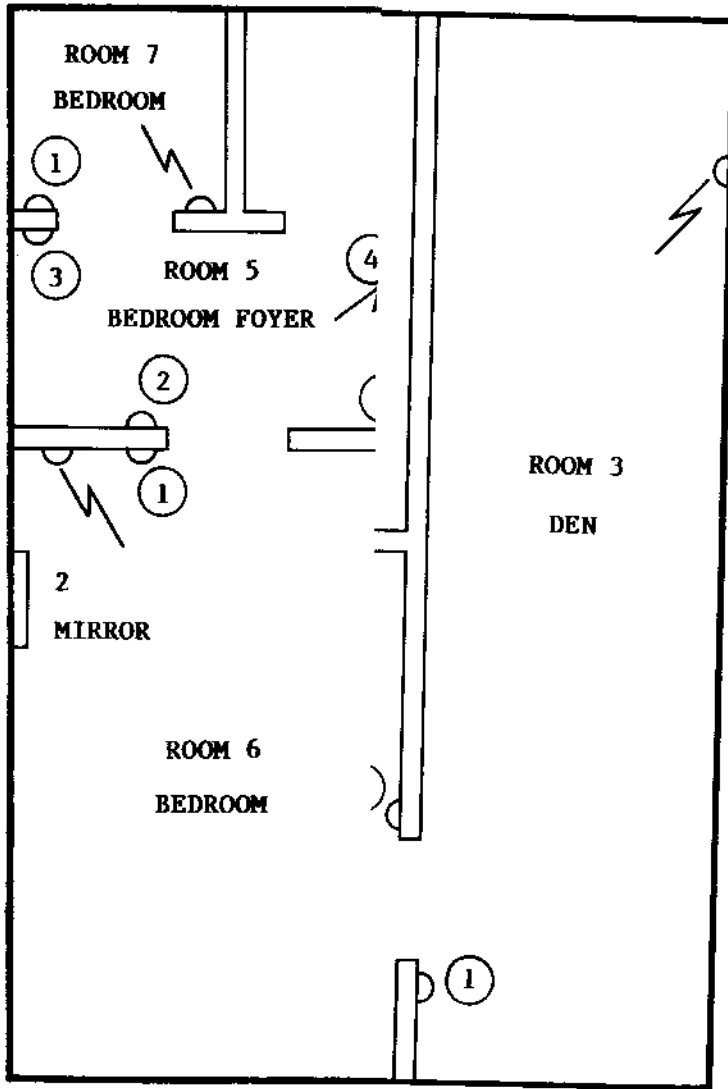 ROOM 7
BEDROOM
1
3
ROOM 5
4
BEDROOM FOYER
2
1
ROOM 3
DEN
2
MIRROR
ROOM 6
BEDROOM
1